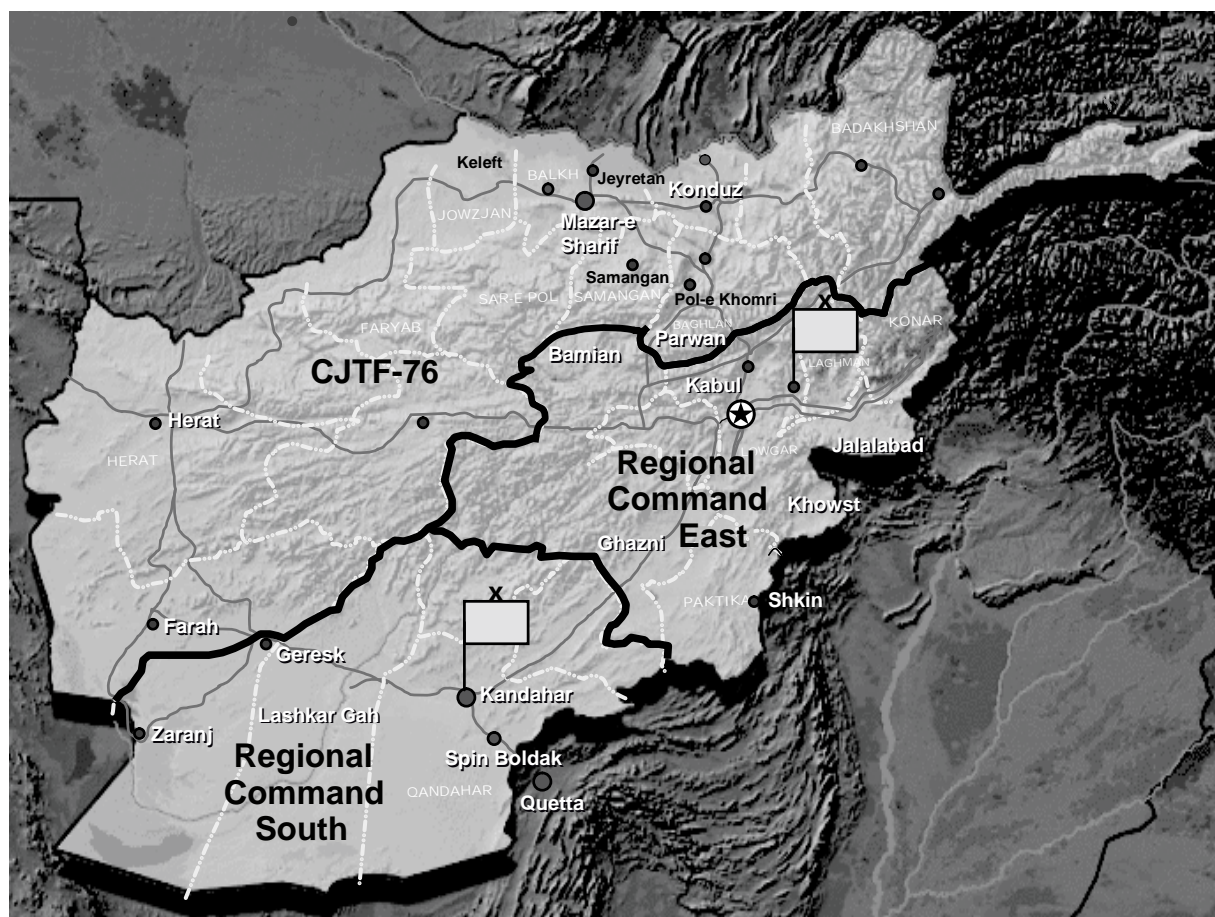 BADAKHSHAN
Keleft
BALKH
Jeyretan
Konduz
JOWZJAN
Mazar-e
Sharif
Samangan
SAR-E POL
SAMANGAN
Pol-e Khomri
X
KONAR
BAGHLAN
FARYAB
Parwan
Bamian
LAGHMAN
CJTF-76
Kabul
Herat
HERAT
OWGAR
Jalalabad
Regional
Command
East
Khowst
Ghazni
X
PAKTIKA
Shkin
Farah
Geresk
Kandahar
Lashkar Gah
Zaranj
Spin Boldak
Regional
Command
South
QANDAHAR
Quetta